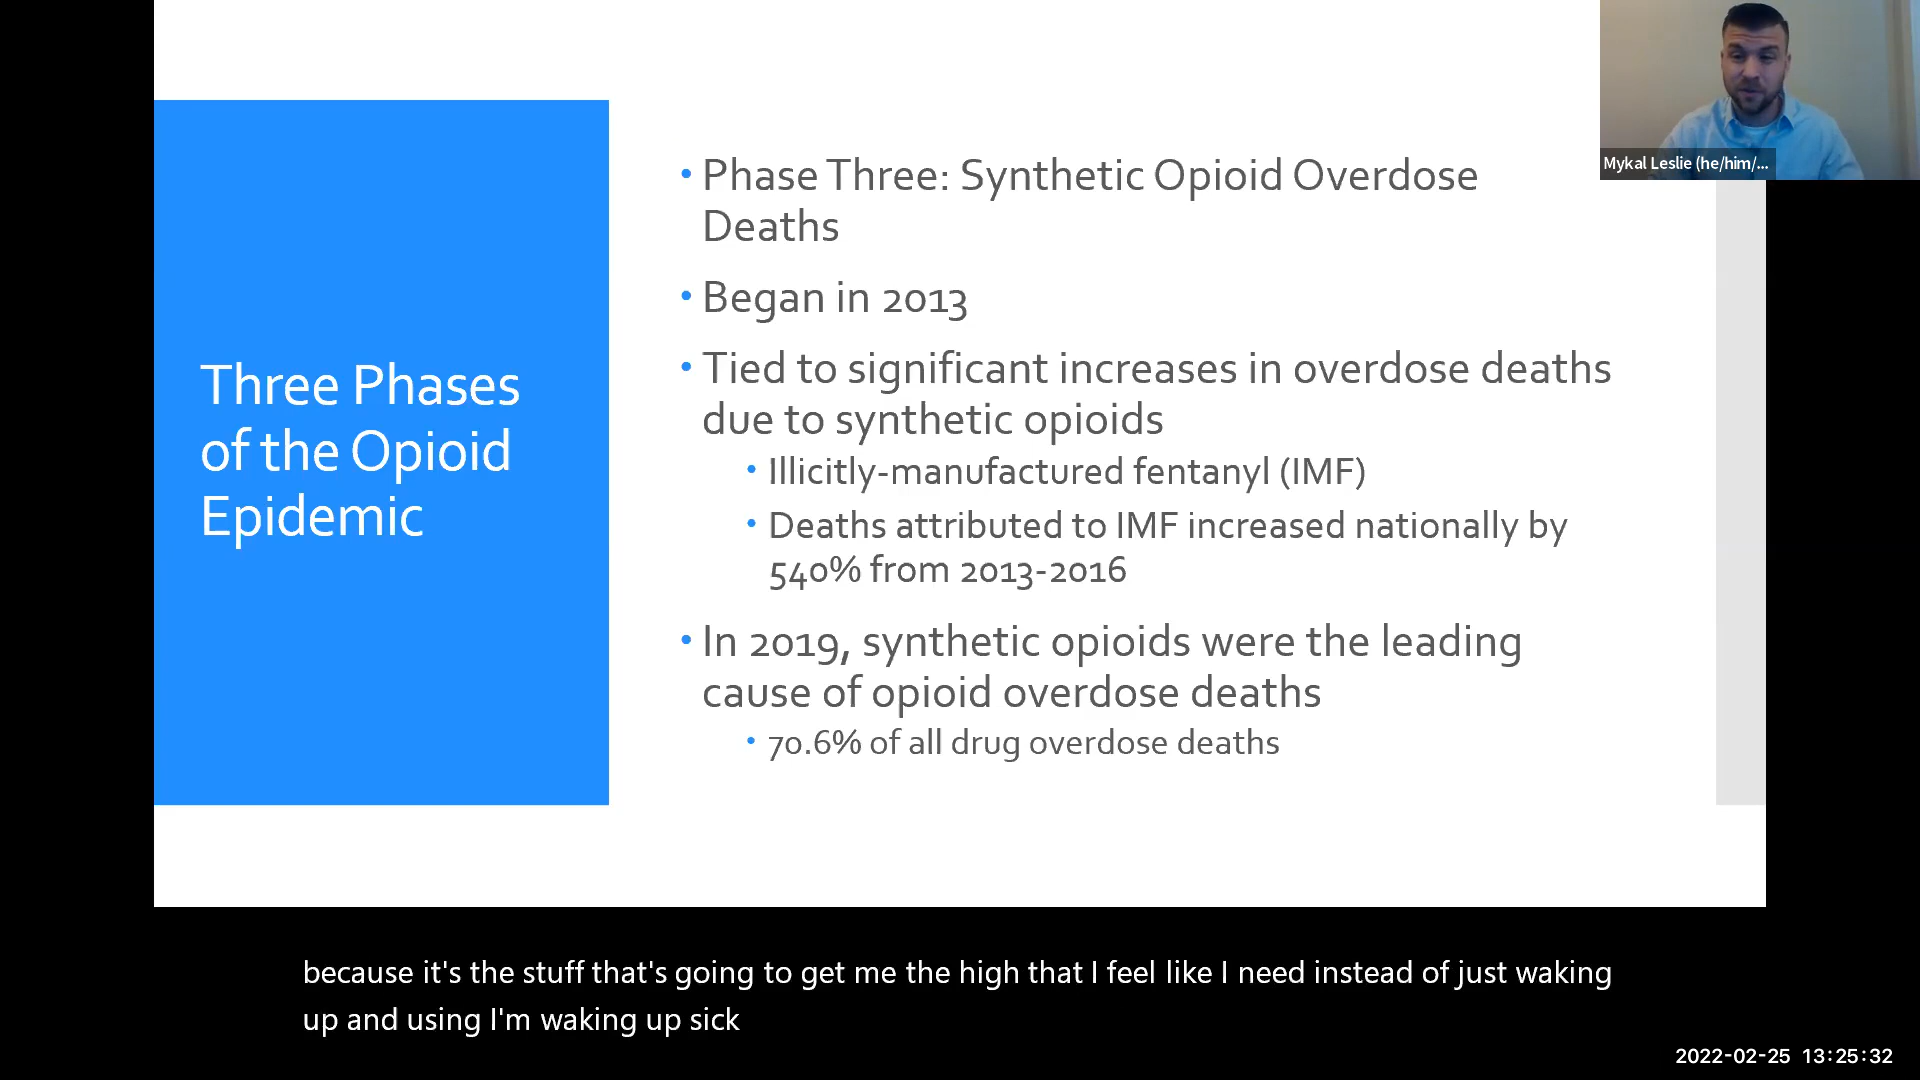 Three Phases
of the Opioid
Epidemic
• Phase Three: Synthetic Opioid Overdose
Deaths
• Began in 2013
• Tied to significant increases in overdose deaths
due to synthetic opioids
• Illicitly-manufactured fentanyl (IMF)
• Deaths attributed to IMF increased nationally by
540% from 2013-2016
• In 2019, synthetic opioids were the leading
cause of opioid overdose deaths
• 70.6% of all drug overdose deaths
Mykal Leslie (he/him/...
because it's the stuff that's going to get me the high that I feel like I need instead of just waking
up and using I'm waking up sick
2022-02-25 13:25:32